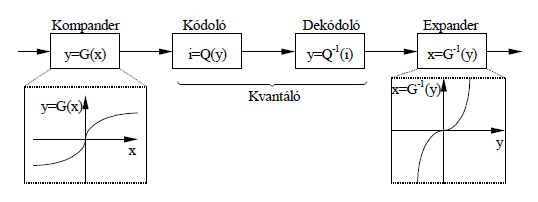 Kompander
Kódoló
Dekódoló
Expander
y=G(x)
i=Q(y)
y=Q⁻¹(i)
x=G⁻¹(y)
Kvantáló
y=G(x)
x
x=G⁻¹(y)
y